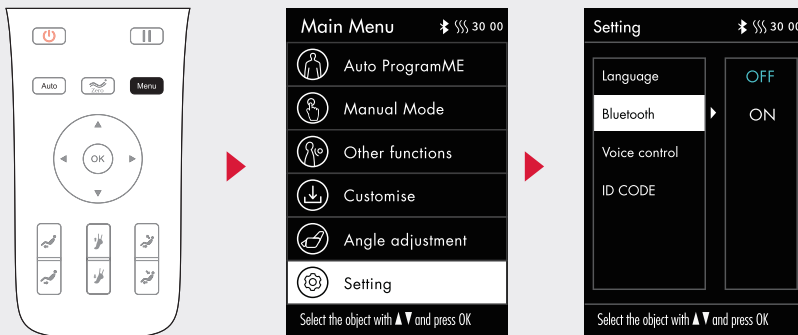 Auto
Zero
Menu
OK
Main Menu 30 00
Auto ProgramME
Manual Mode
Other functions
Customise
Angle adjustment
Setting
Select the object with ▲▼ and press OK
Setting 30 00
Language
Bluetooth
Voice control
ID CODE
OFF
ON
Select the object with ▲▼ and press OK